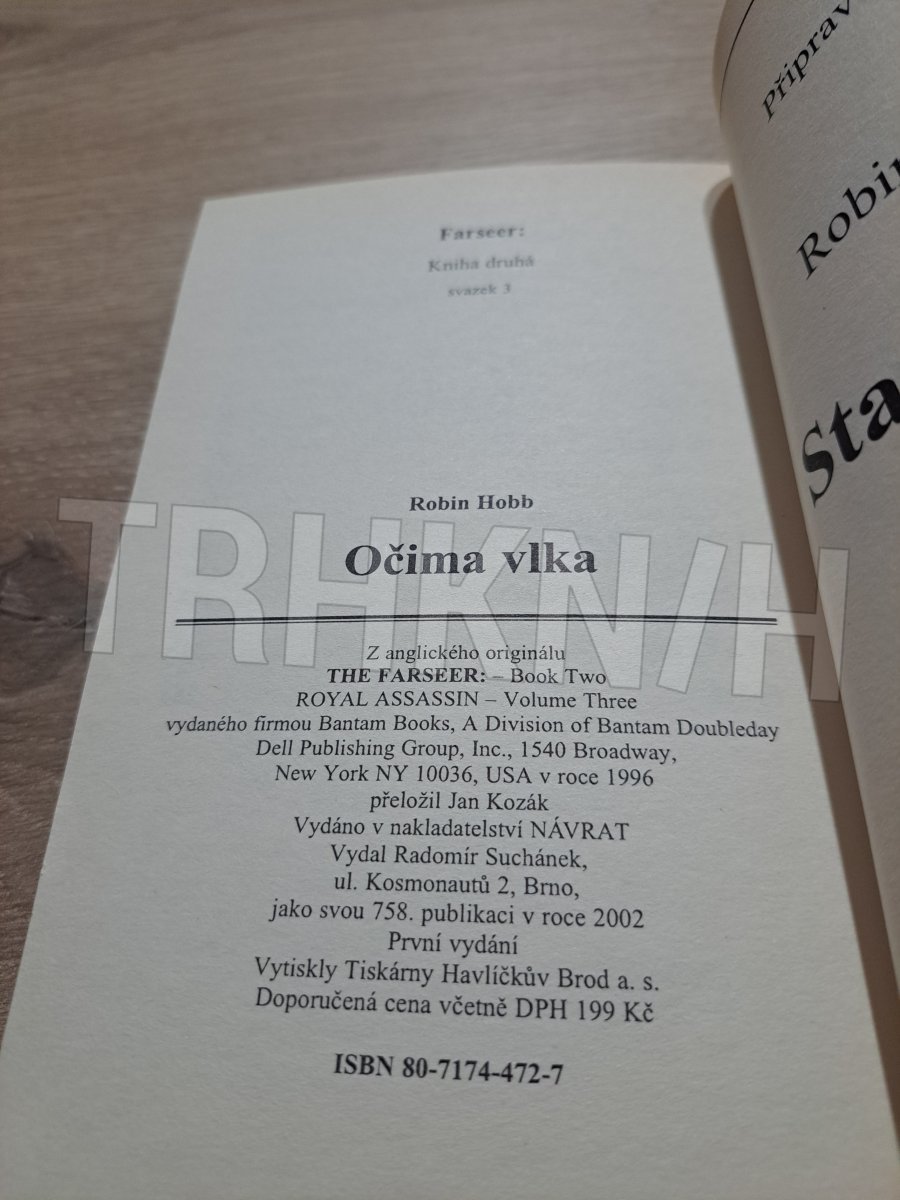 Farseer:
Kniha druhá
svazek 3
Robin Hobb
Očima vlka
Z anglického originálu
THE FARSEER: – Book Two
ROYAL ASSASSIN – Volume Three
vydaného firmou Bantam Books, A Division of Bantam Doubleday
Dell Publishing Group, Inc., 1540 Broadway,
New York NY 10036, USA v roce 1996
přeložil Jan Kozák
Vydáno v nakladatelství NÁVRAT
Vydal Radomír Suchánek,
ul. Kosmonautů 2, Brno,
jako svou 758. publikaci v roce 2002
První vydání
Vytiskly Tiskárny Havlíčkův Brod a. s.
Doporučená cena včetně DPH 199 Kč
ISBN 80-7174-472-7
TRHKNIH